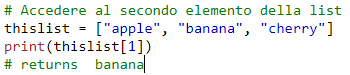 # Accedere al secondo elemento della list
thislist = ["apple", "banana", "cherry"]
print(thislist[1])
# returns  banana